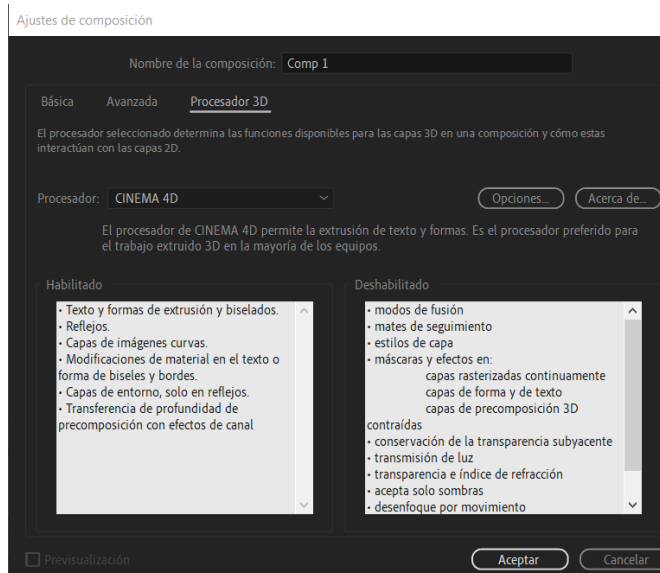 Ajustes de composición
Nombre de la composición: Comp 1
Básica Avanzada Procesador 3D
El procesador seleccionado determina las funciones disponibles para las capas 3D en una composición y cómo estas
interactúan con las capas 2D.
Procesador: CINEMA 4D Opciones... Acerca de...
El procesador de CINEMA 4D permite la extrusión de texto y formas. Es el procesador preferido para
el trabajo extruido 3D en la mayoría de los equipos.
Habilitado
• Texto y formas de extrusión y biselados.
• Reflejos.
• Capas de imágenes curvas.
• Modificaciones de material en el texto o
forma de biseles y bordes.
• Capas de entorno, solo en reflejos.
• Transferencia de profundidad de
precomposición con efectos de canal
Deshabilitado
• modos de fusión
• mates de seguimiento
• estilos de capa
• máscaras y efectos en:
capas rasterizadas continuamente
capas de forma y de texto
capas de precomposición 3D
contraídas
• conservación de la transparencia subyacente
• transmisión de luz
• transparencia e índice de refracción
• acepta solo sombras
• desenfoque por movimiento
Previsualización Aceptar Cancelar